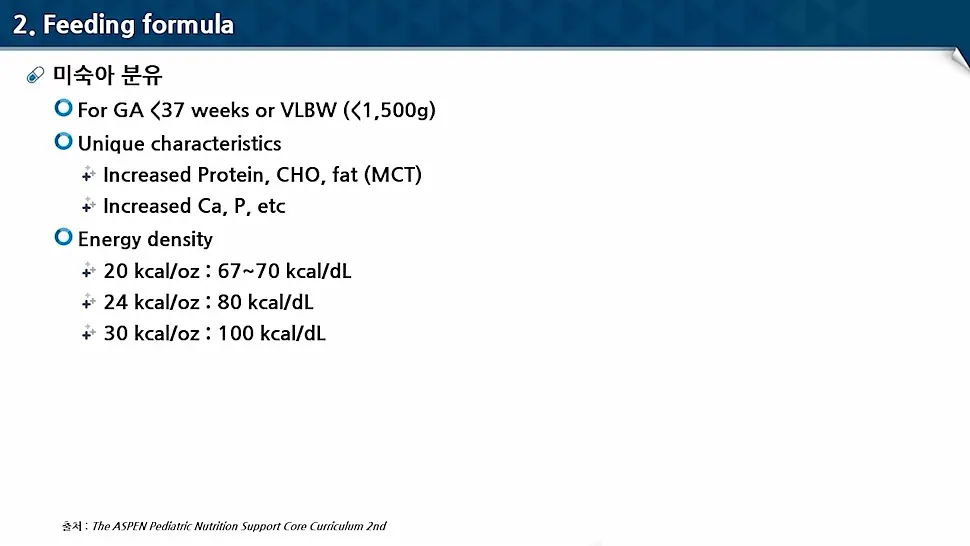 2. Feeding formula
미숙아 분유
For GA <37 weeks or VLBW (<1,500g)
Unique characteristics
Increased Protein, CHO, fat (MCT)
Increased Ca, P, etc
Energy density
20 kcal/oz : 67~70 kcal/dL
24 kcal/oz : 80 kcal/dL
30 kcal/oz : 100 kcal/dL
출처 : The ASPEN Pediatric Nutrition Support Core Curriculum 2nd